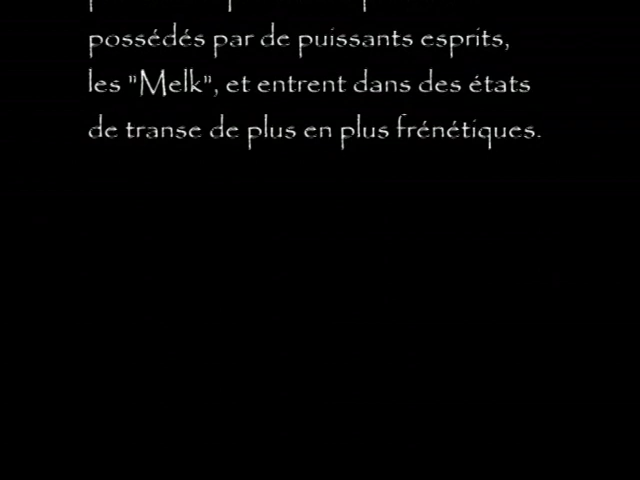 possédés par de puissants esprits,
les "Melk", et entrent dans des états
de transe de plus en plus frénétiques.